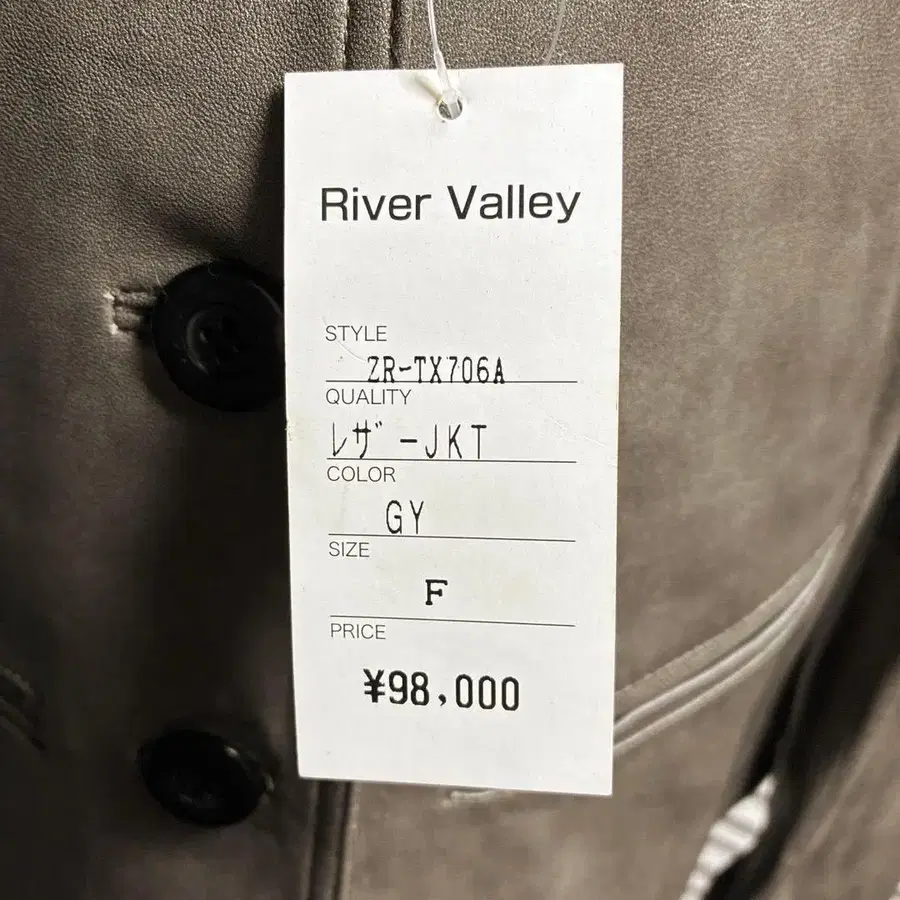 River Valley
STYLE
ZR-TX706A
QUALITY
ﾚｻﾞｰJKT
COLOR
GY
SIZE
F
PRICE
¥98,000